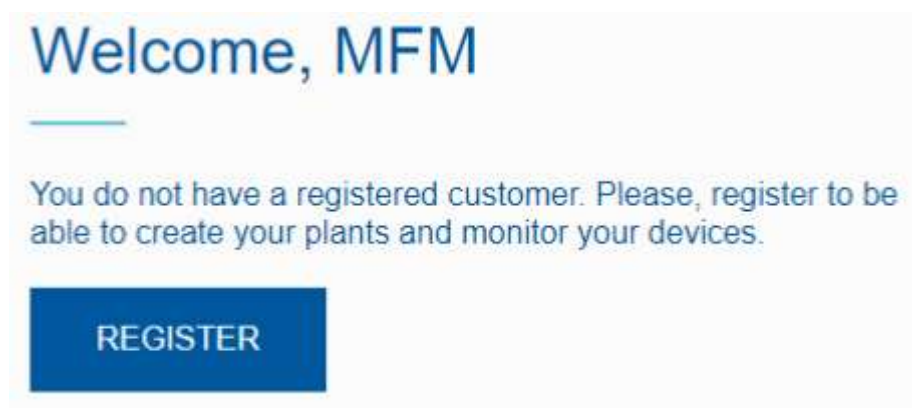 Welcome, MFM
You do not have a registered customer. Please, register to be
able to create your plants and monitor your devices.
REGISTER